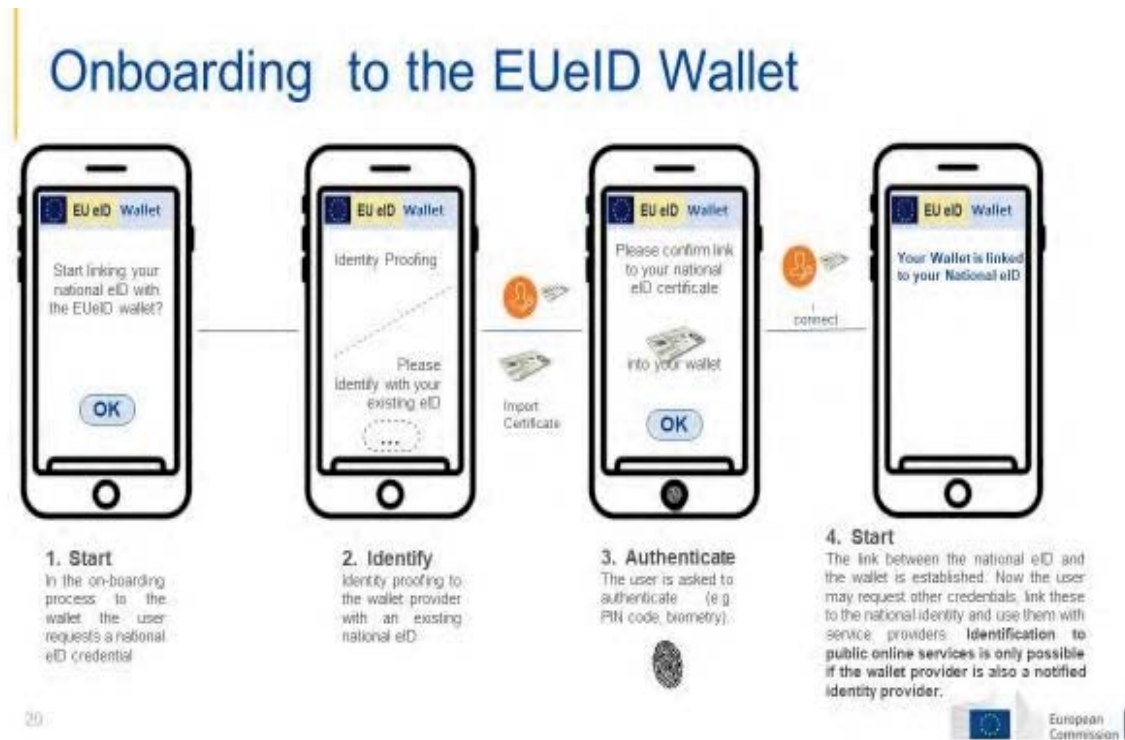 Onboarding to the EUeID Wallet
EU eID Wallet
Start linking your
national eID with
the EUeID wallet?
OK
EU eID Wallet
Identity Proofing
Please
identify with your
existing eID
...
Import
Certificate
EU eID Wallet
Please confirm link
to your national
eID certificate
into your wallet
OK
connect
EU eID Wallet
Your Wallet is linked
to your National eID
1. Start
In the on-boarding
process to the
wallet the user
requests a national
eID credential
2. Identify
Identity proofing to
the wallet provider
with an existing
national eID
3. Authenticate
The user is asked to
authenticate (e.g.
PIN code, biometry).
4. Start
The link between the national eID and
the wallet is established. Now the user
may request other credentials, link these
to the national identity and use them with
service providers. Identification to
public online services is only possible
if the wallet provider is also a notified
identity provider.
20
European
Commission